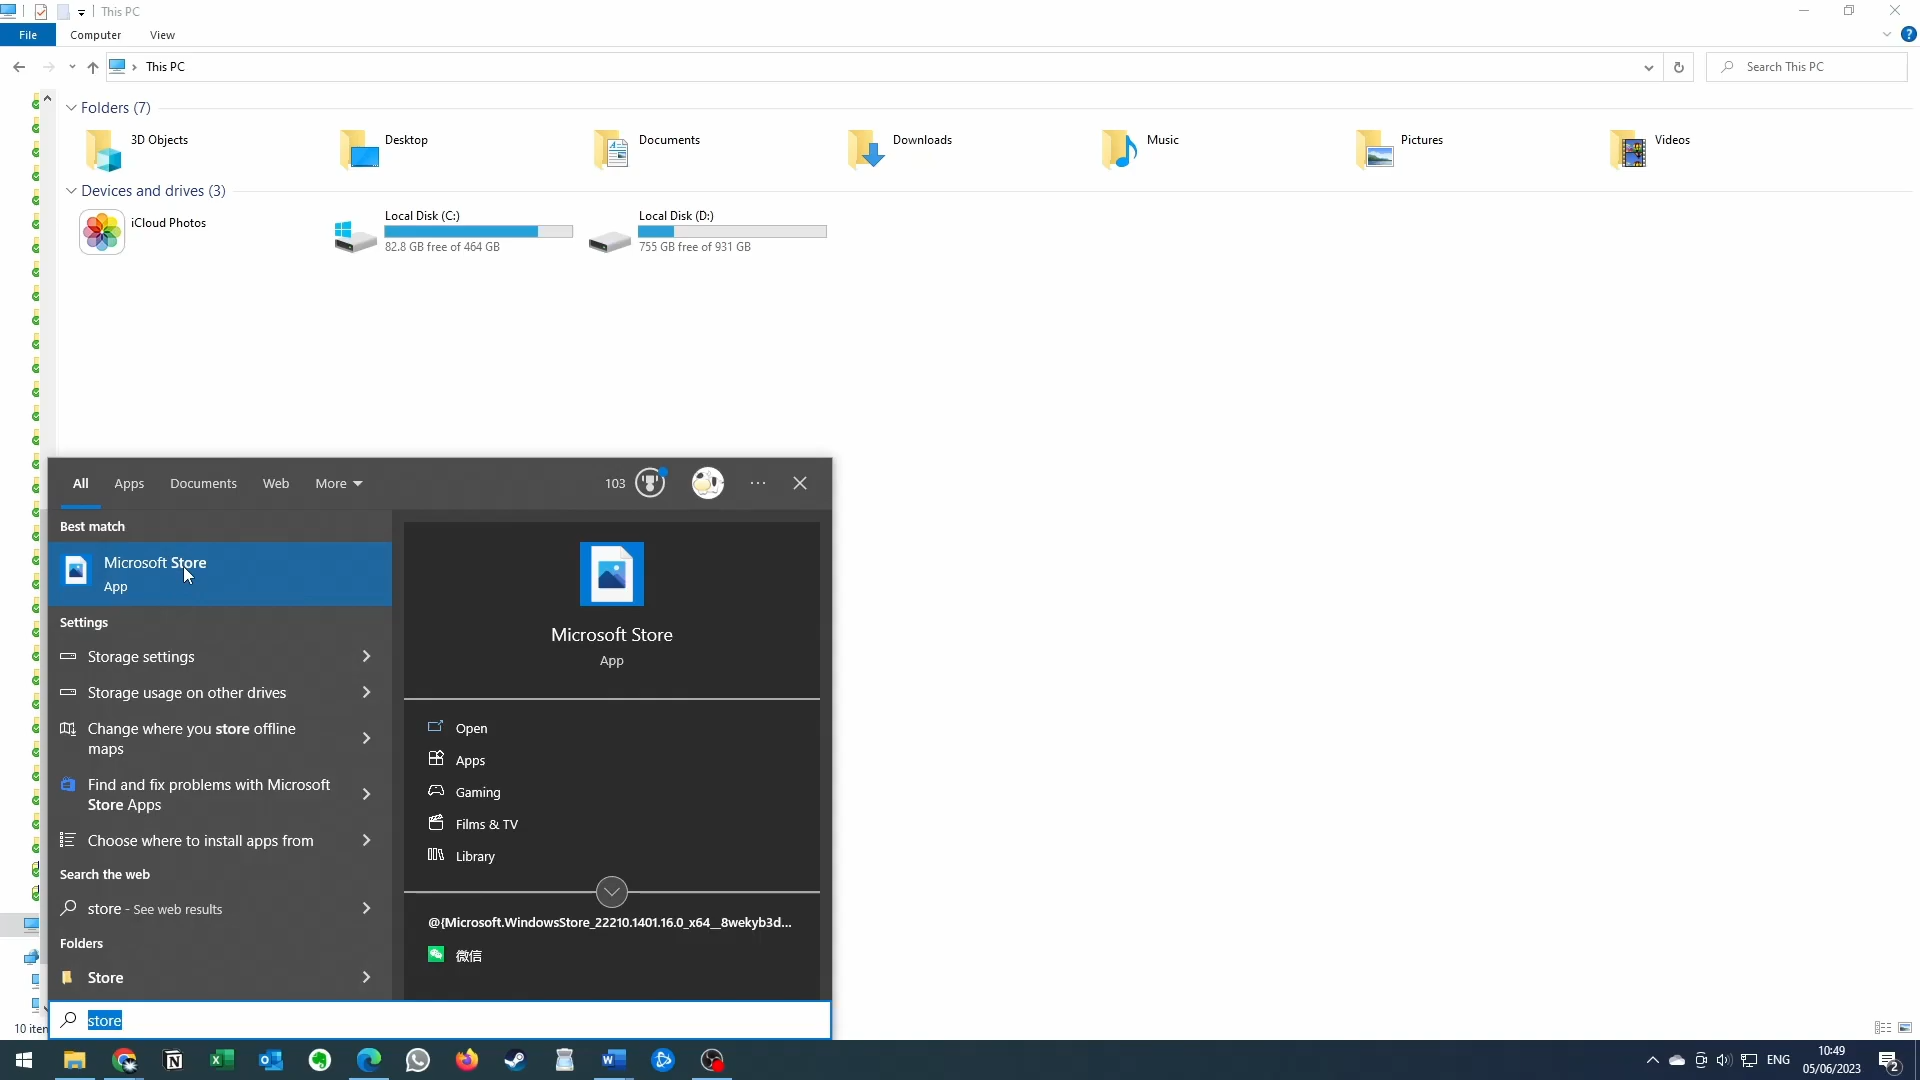 This PC
File
Computer
View
This PC
Search This PC
Folders (7)
3D Objects
Desktop
Documents
Downloads
Music
Pictures
Videos
Devices and drives (3)
iCloud Photos
Local Disk (C:)
82.8 GB free of 464 GB
Local Disk (D:)
755 GB free of 931 GB
All
Apps
Documents
Web
More
103
Best match
Microsoft Store
App
Settings
Storage settings
Storage usage on other drives
Change where you store offline
maps
Find and fix problems with Microsoft
Store Apps
Choose where to install apps from
Search the web
store - See web results
Folders
Store
Microsoft Store
App
Open
Apps
Gaming
Films & TV
Library
@{Microsoft.WindowsStore_22210.1401.16.0_x64__8wekyb3d...
微信
store
10 iten
ENG
10:49
05/06/2023
2